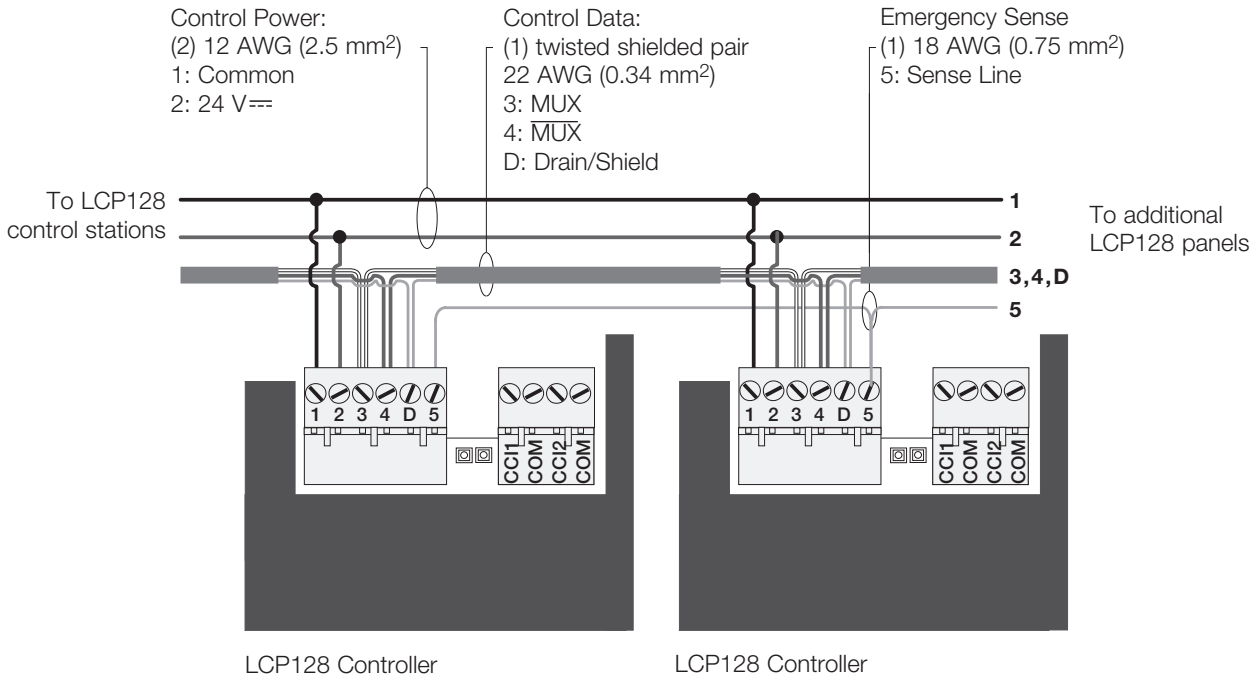 Control Power:
(2) 12 AWG (2.5 mm²)
1: Common
2: 24 V⎓
Control Data:
(1) twisted shielded pair
22 AWG (0.34 mm²)
3: MUX
4: M̅U̅X̅
D: Drain/Shield
Emergency Sense
(1) 18 AWG (0.75 mm²)
5: Sense Line
To LCP128
control stations
1
2
3,4,D
5
To additional
LCP128 panels
1 2 3 4 D 5
CCI1 COM CCI2 COM
1 2 3 4 D 5
CCI1 COM CCI2 COM
LCP128 Controller
LCP128 Controller